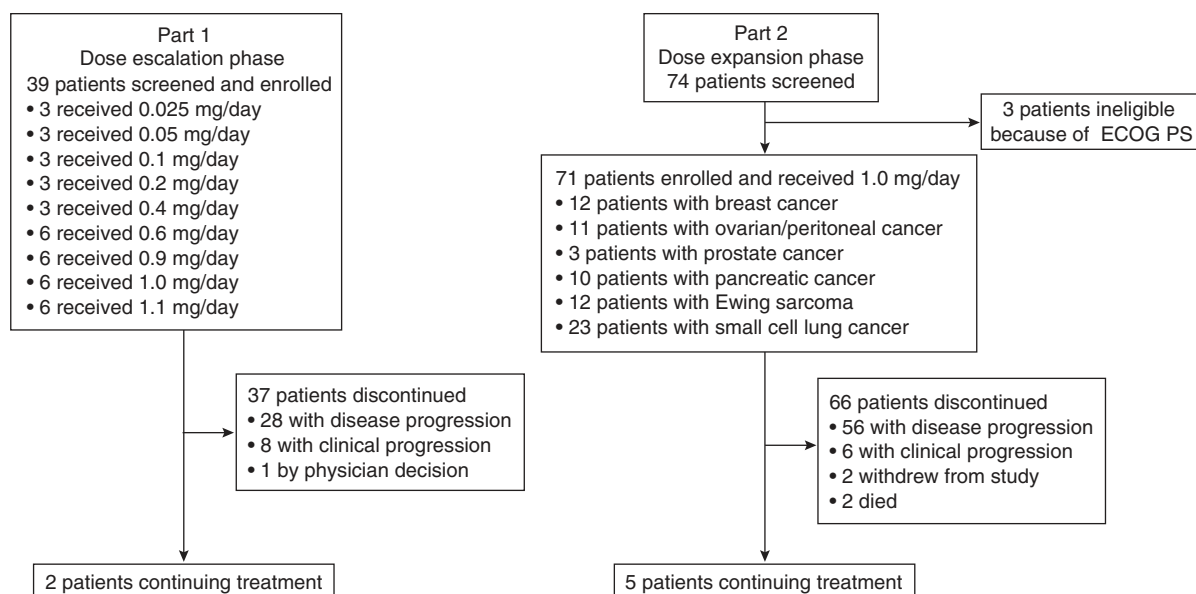 Part 1
Dose escalation phase
39 patients screened and enrolled
• 3 received 0.025 mg/day
• 3 received 0.05 mg/day
• 3 received 0.1 mg/day
• 3 received 0.2 mg/day
• 3 received 0.4 mg/day
• 6 received 0.6 mg/day
• 6 received 0.9 mg/day
• 6 received 1.0 mg/day
• 6 received 1.1 mg/day
37 patients discontinued
• 28 with disease progression
• 8 with clinical progression
• 1 by physician decision
2 patients continuing treatment
Part 2
Dose expansion phase
74 patients screened
3 patients ineligible
because of ECOG PS
71 patients enrolled and received 1.0 mg/day
• 12 patients with breast cancer
• 11 patients with ovarian/peritoneal cancer
• 3 patients with prostate cancer
• 10 patients with pancreatic cancer
• 12 patients with Ewing sarcoma
• 23 patients with small cell lung cancer
66 patients discontinued
• 56 with disease progression
• 6 with clinical progression
• 2 withdrew from study
• 2 died
5 patients continuing treatment